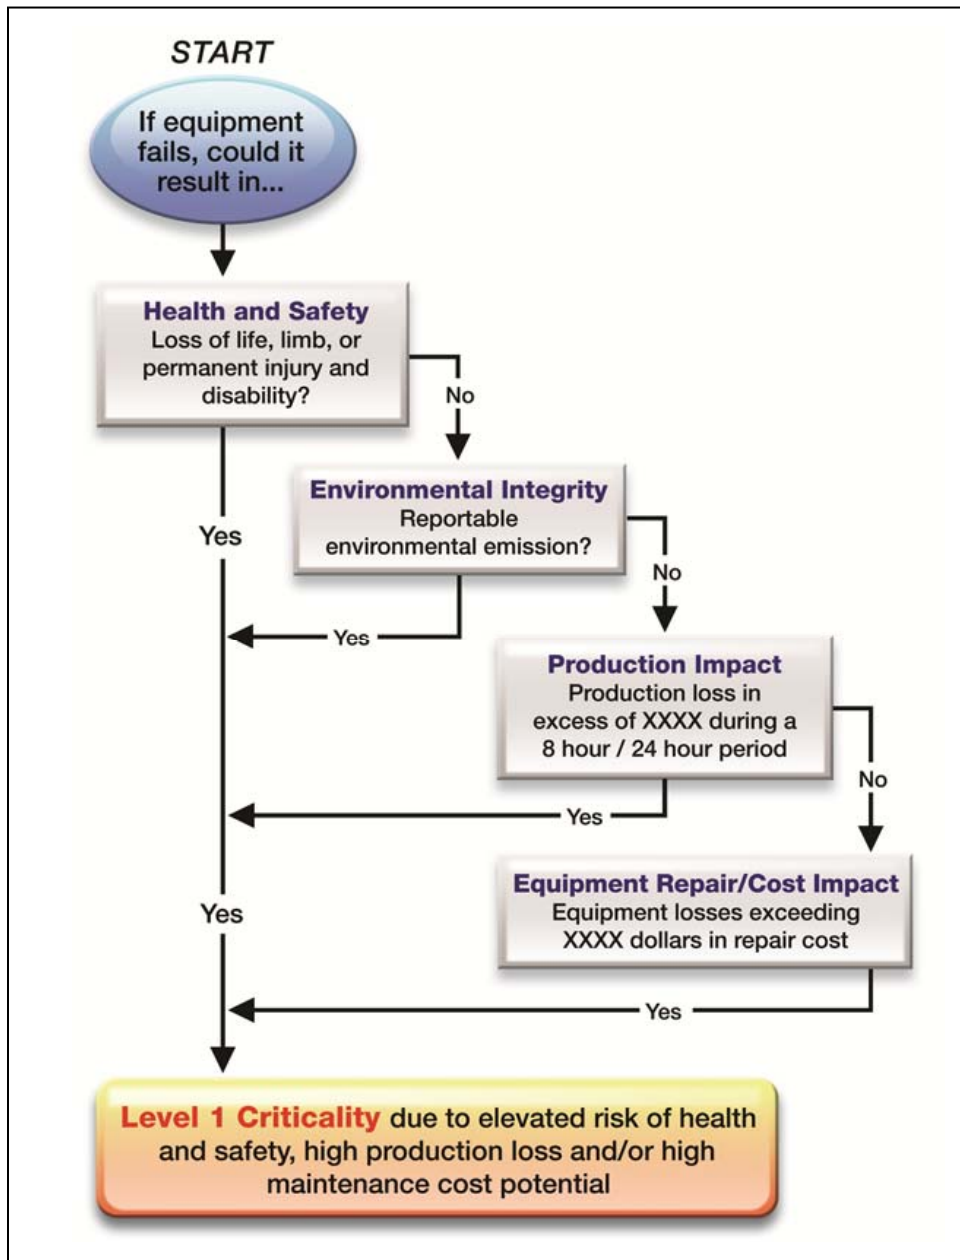 START
If equipment
fails, could it
result in...
Health and Safety
Loss of life, limb, or
permanent injury and
disability?
No
Environmental Integrity
Reportable
environmental emission?
Yes
No
Yes
Production Impact
Production loss in
excess of XXXX during a
8 hour / 24 hour period
No
Yes
Equipment Repair/Cost Impact
Equipment losses exceeding
XXXX dollars in repair cost
Yes
Yes
Level 1 Criticality due to elevated risk of health
and safety, high production loss and/or high
maintenance cost potential